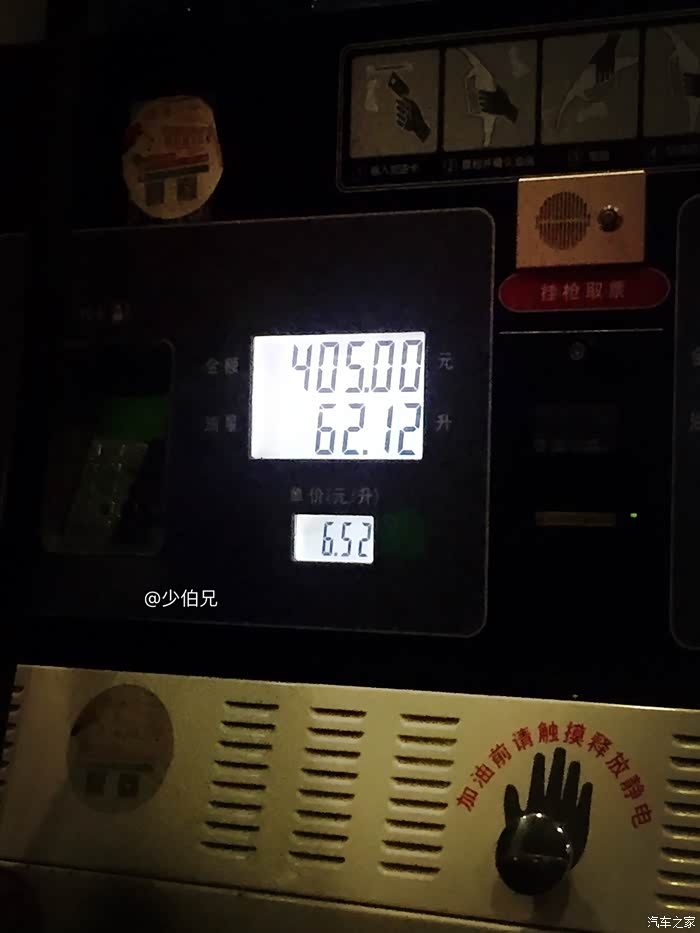 挂枪取票
金额 405.00 元
油量 62.12 升
单价(元/升)
6.52
@少伯兄
加油前请触摸释放静电
汽车之家